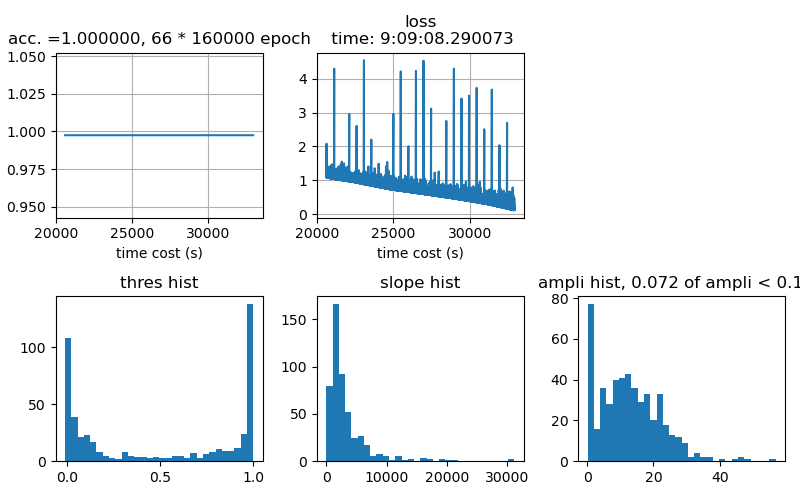 acc. =1.000000, 66 * 160000 epoch
1.050
1.025
1.000
0.975
0.950
20000 25000 30000
time cost (s)
loss
time: 9:09:08.290073
4
3
2
1
0
20000 25000 30000
time cost (s)
thres hist
100
50
0
0.0 0.5 1.0
slope hist
150
100
50
0
0 10000 20000 30000
ampli hist, 0.072 of ampli < 0.1
80
60
40
20
0
0 20 40